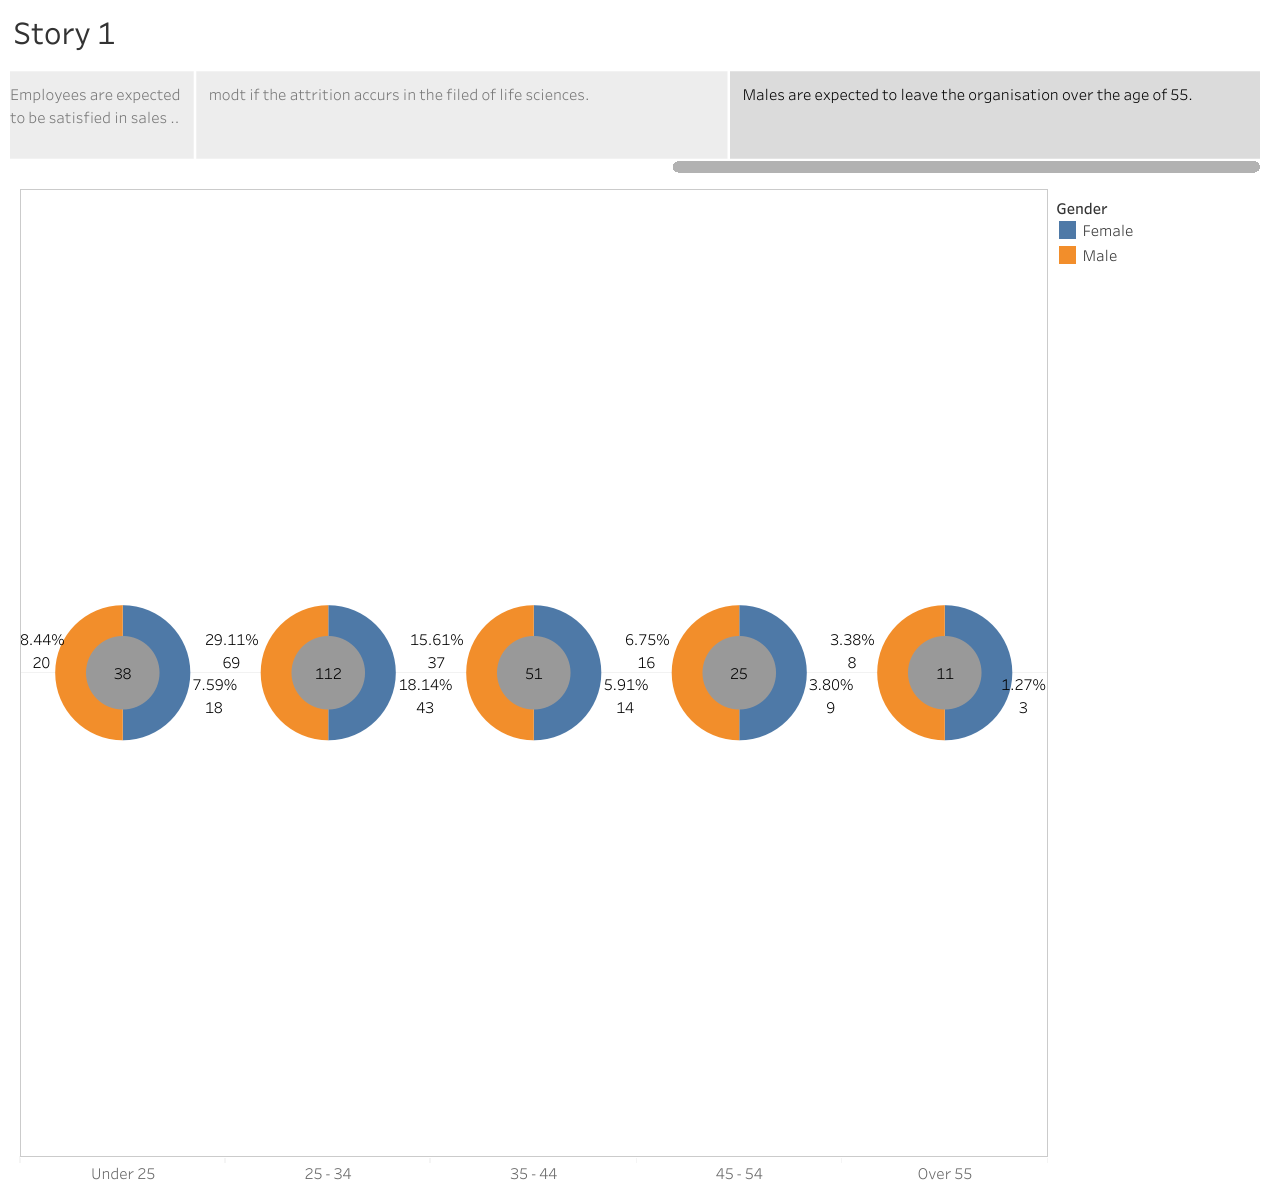 Story 1
Employees are expected
to be satisfied in sales ..
modt if the attrition accurs in the filed of life sciences.
Males are expected to leave the organisation over the age of 55.
Gender
Female
Male
8.44%
20
38
7.59%
18
29.11%
69
112
18.14%
43
15.61%
37
51
5.91%
14
6.75%
16
25
3.80%
9
3.38%
8
11
1.27%
3
Under 25
25 - 34
35 - 44
45 - 54
Over 55